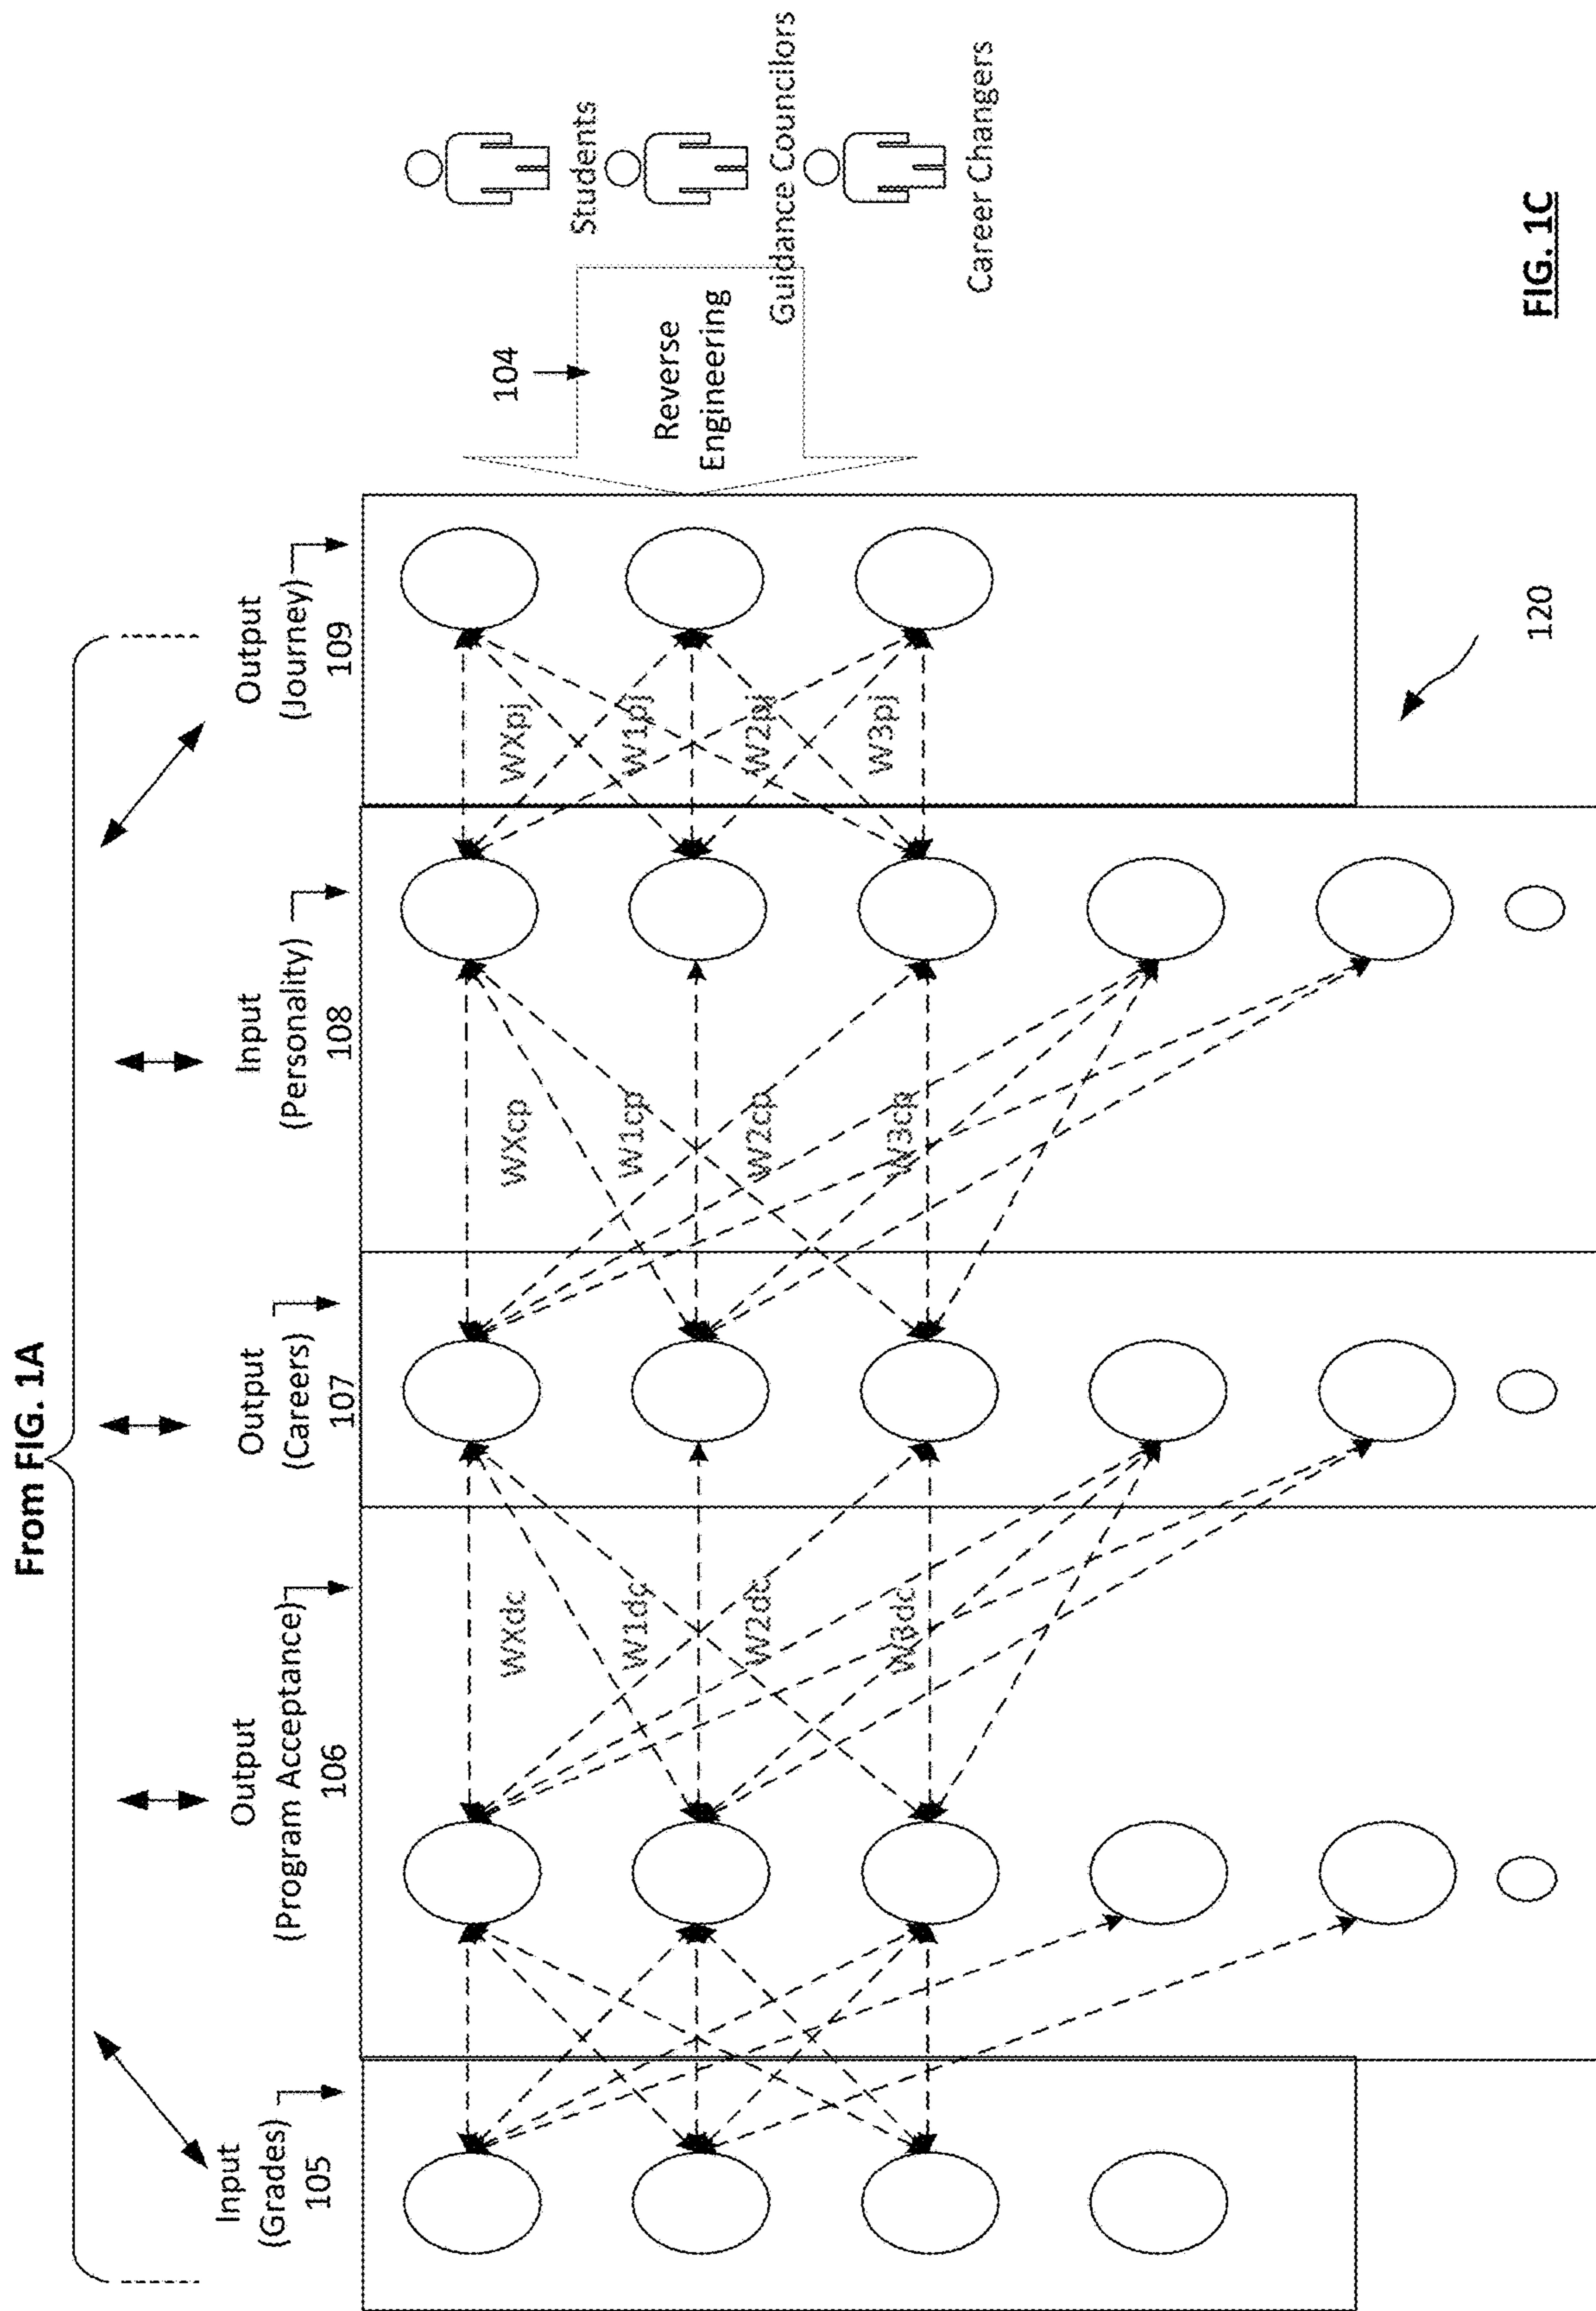 From FIG. 1A
Input
(Grades)
105
Output
(Program Acceptance)
106
Output
(Careers)
107
Input
(Personality)
108
Output
(Journey)
109
WXdc
W1dc
W2dc
W3dc
WXcp
W1cp
W2cp
W3cp
WXpj
W1pj
W2pj
W3pj
104
Reverse
Engineering
Students
Guidance Councilors
Career Changers
120
FIG. 1C